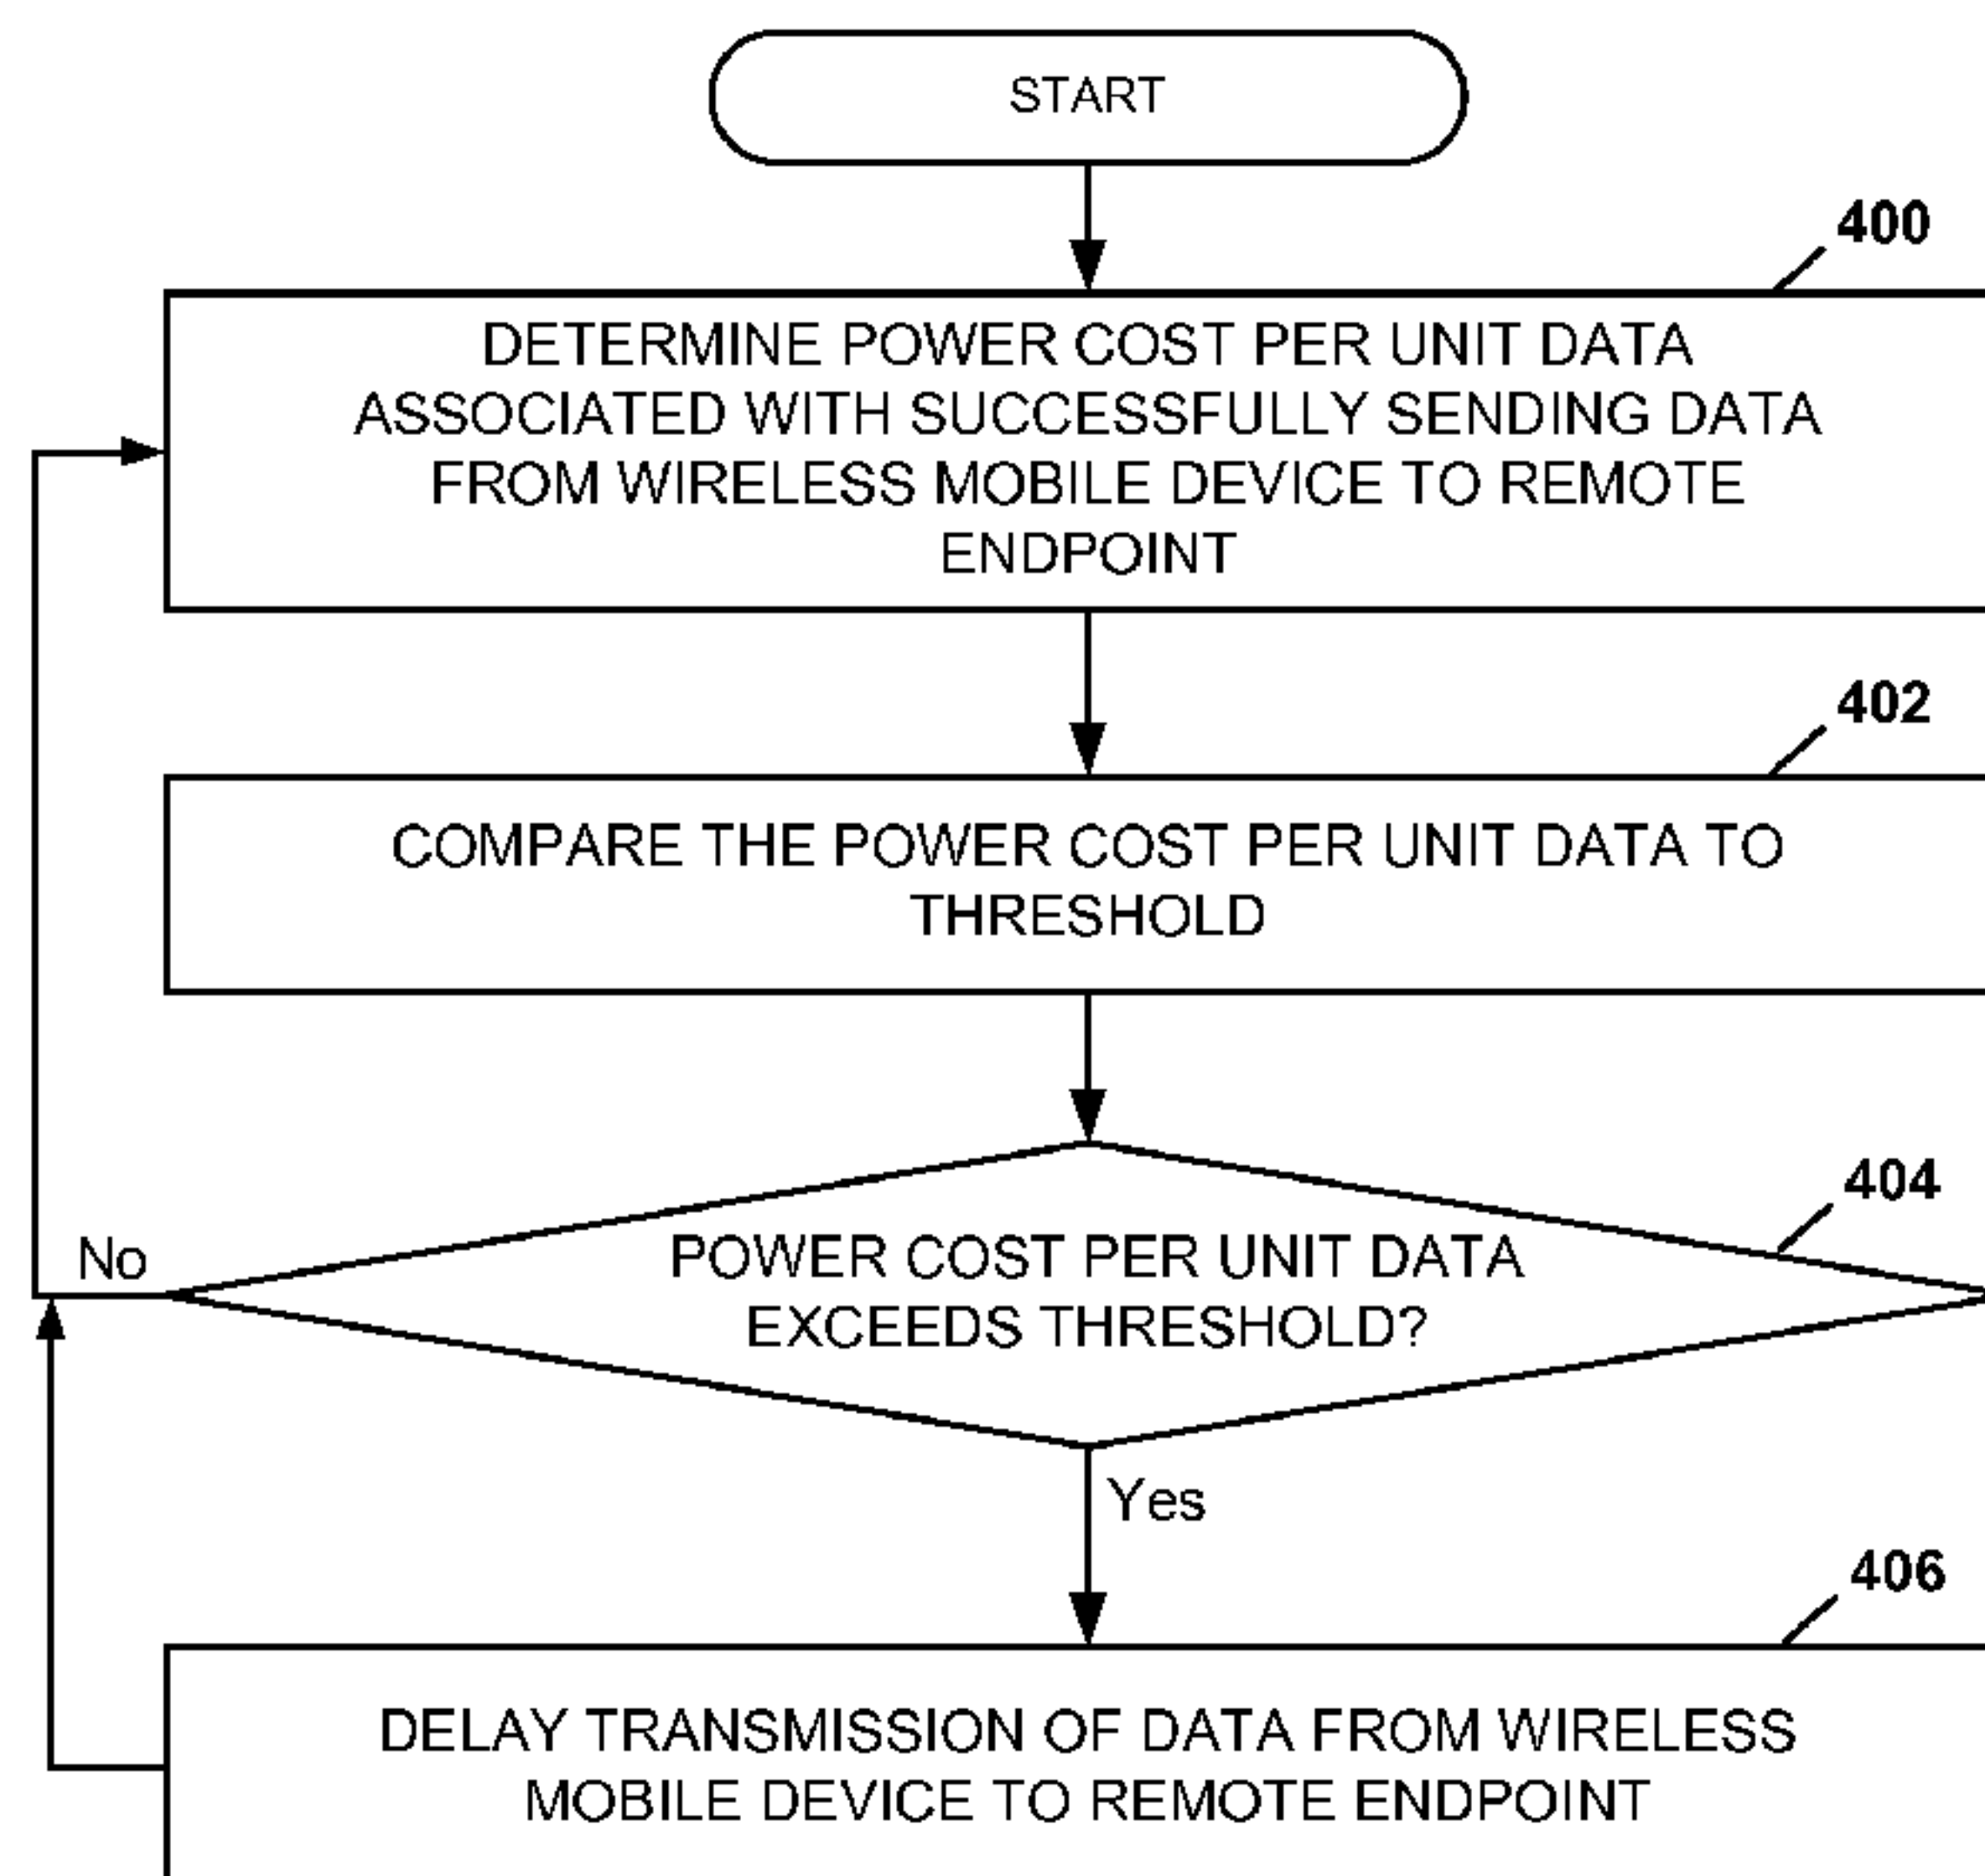 START
400
DETERMINE POWER COST PER UNIT DATA
ASSOCIATED WITH SUCCESSFULLY SENDING DATA
FROM WIRELESS MOBILE DEVICE TO REMOTE
ENDPOINT
402
COMPARE THE POWER COST PER UNIT DATA TO
THRESHOLD
404
POWER COST PER UNIT DATA
EXCEEDS THRESHOLD?
No
Yes
406
DELAY TRANSMISSION OF DATA FROM WIRELESS
MOBILE DEVICE TO REMOTE ENDPOINT